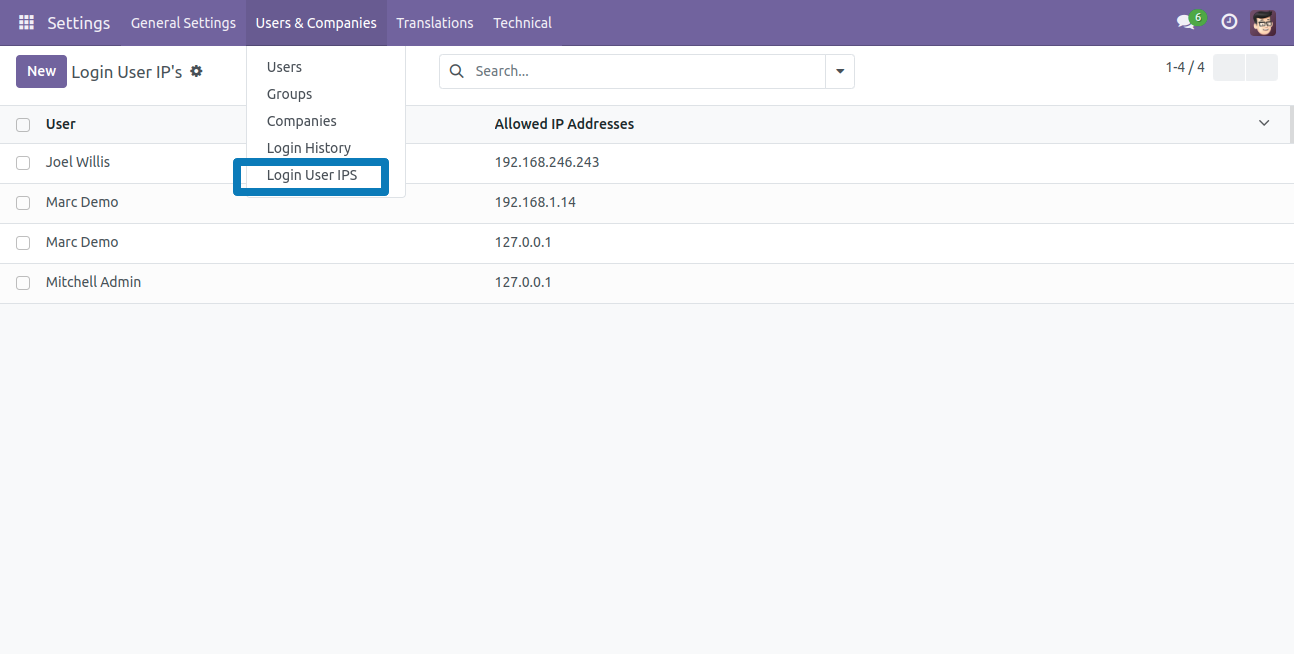 Settings General Settings Users & Companies Translations Technical 6
New Login User IP's Search... 1-4 / 4
Users
Groups
Companies
Login History
Login User IPS
User Allowed IP Addresses
Joel Willis 192.168.246.243
Marc Demo 192.168.1.14
Marc Demo 127.0.0.1
Mitchell Admin 127.0.0.1